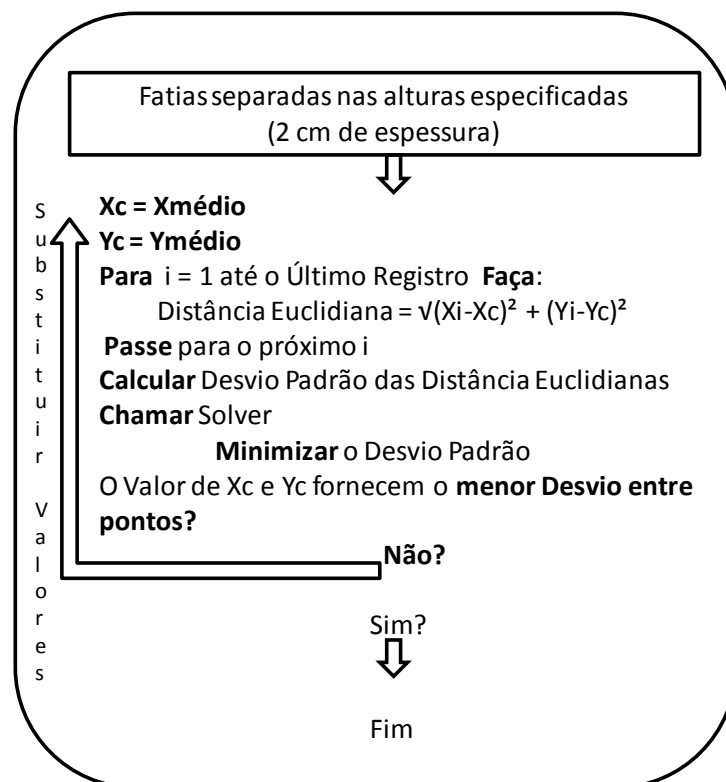 Fatias separadas nas alturas especificadas
(2 cm de espessura)
Xc = Xmédio
Yc = Ymédio
Para i = 1 até o Último Registro Faça:
Distância Euclidiana = √(Xi-Xc)² + (Yi-Yc)²
Passe para o próximo i
Calcular Desvio Padrão das Distância Euclidianas
Chamar Solver
Minimizar o Desvio Padrão
O Valor de Xc e Yc fornecem o menor Desvio entre
pontos?
Não?
Sim?
Fim
Substituir Valores